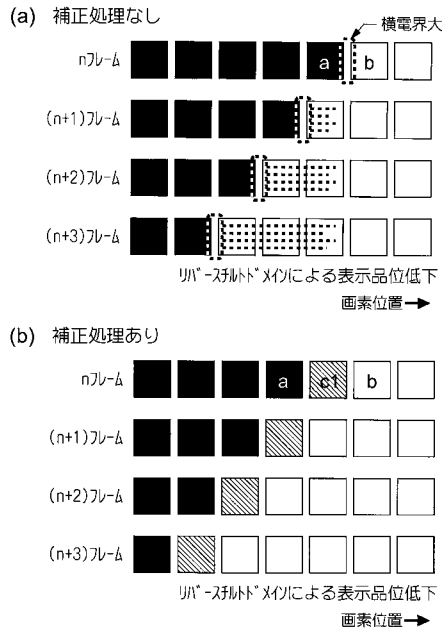 (a) 補正処理なし
横電界大
nフレーム
a
b
(n+1)フレーム
(n+2)フレーム
(n+3)フレーム
リバースチルトドメインによる表示品位低下
画素位置→
(b) 補正処理あり
nフレーム
a
c1
b
(n+1)フレーム
(n+2)フレーム
(n+3)フレーム
リバースチルトドメインによる表示品位低下
画素位置→